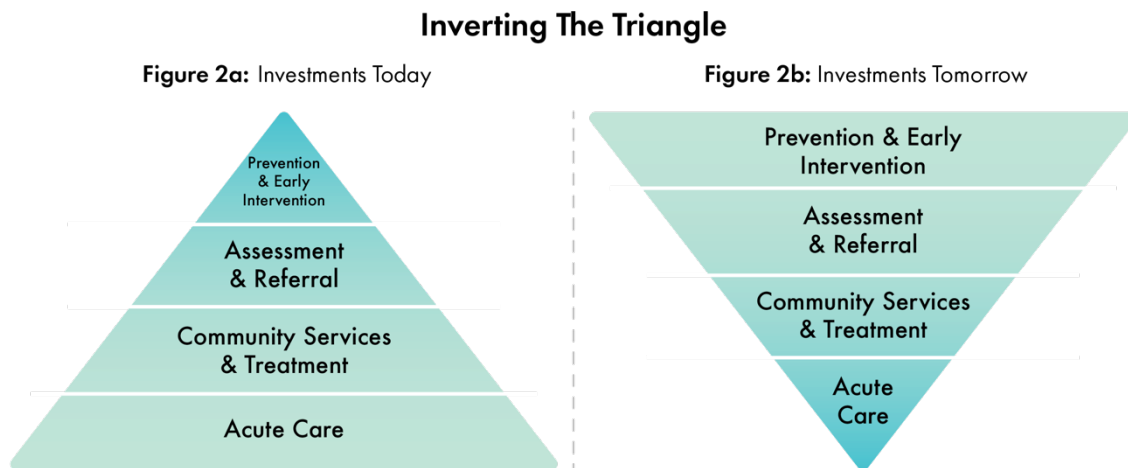 Inverting The Triangle
Figure 2a: Investments Today
Prevention
& Early
Intervention
Assessment
& Referral
Community Services
& Treatment
Acute Care
Figure 2b: Investments Tomorrow
Prevention & Early
Intervention
Assessment
& Referral
Community Services
& Treatment
Acute
Care